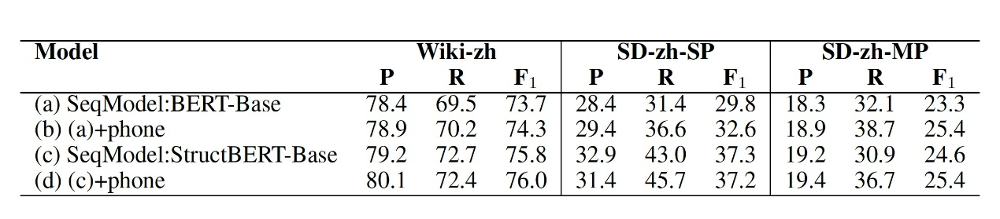 Model Wiki-zh SD-zh-SP SD-zh-MP
P R F1 P R F1 P R F1
(a) SeqModel:BERT-Base 78.4 69.5 73.7 28.4 31.4 29.8 18.3 32.1 23.3
(b) (a)+phone 78.9 70.2 74.3 29.4 36.6 32.6 18.9 38.7 25.4
(c) SeqModel:StructBERT-Base 79.2 72.7 75.8 32.9 43.0 37.3 19.2 30.9 24.6
(d) (c)+phone 80.1 72.4 76.0 31.4 45.7 37.2 19.4 36.7 25.4